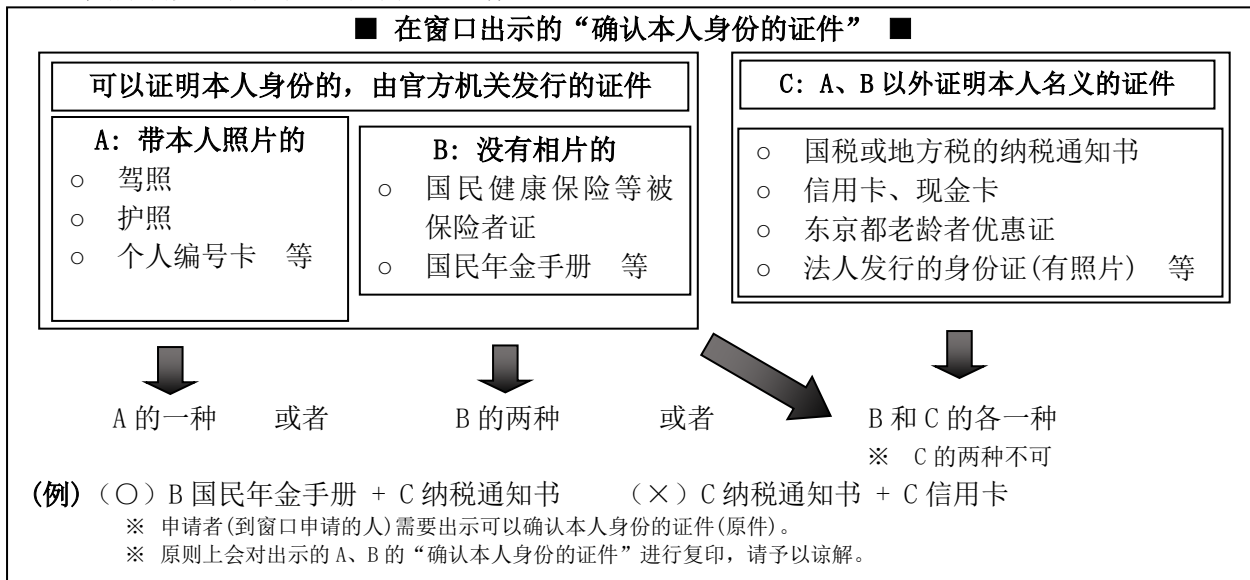 ■ 在窗口出示的“确认本人身份的证件” ■
可以证明本人身份的，由官方机关发行的证件
A: 带本人照片的
○ 驾照
○ 护照
○ 个人编号卡 等
B: 没有相片的
○ 国民健康保险等被
保险者证
○ 国民年金手册 等
C: A、B 以外证明本人名义的证件
○ 国税或地方税的纳税通知书
○ 信用卡、现金卡
○ 东京都老龄者优惠证
○ 法人发行的身份证(有照片) 等
A 的一种 或者 B 的两种 或者 B 和 C 的各一种
※ C 的两种不可
(例)（○）B 国民年金手册 + C 纳税通知书 （×）C 纳税通知书 + C 信用卡
※ 申请者(到窗口申请的人)需要出示可以确认本人身份的证件(原件)。
※ 原则上会对出示的 A、B 的“确认本人身份的证件”进行复印，请予以谅解。